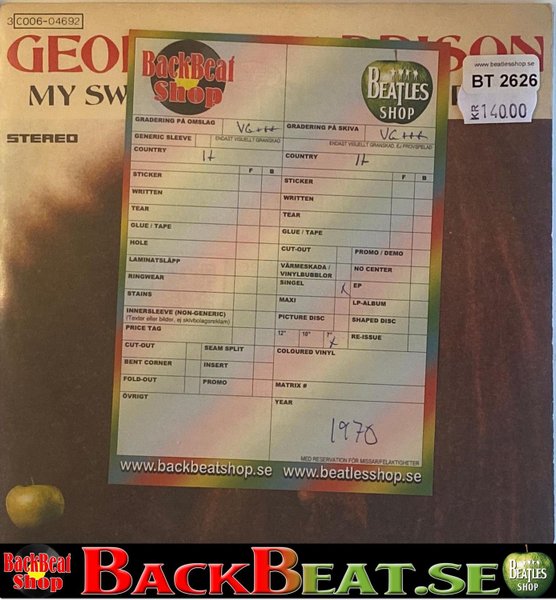 3C006-04692
GEO RRISON
MY SW
STEREO
www.beatlesshop.se
BT 2626
KR 140.00
BackBeat Shop
BEATLES SHOP
GRADERING PÅ OMSLAG VG+++
GRADERING PÅ SKIVA VG+++
GENERIC SLEEVE
ENDAST VISUELLT GRANSKAD
ENDAST VISUELLT GRANSKAD, EJ PROVSPELAD
COUNTRY It
COUNTRY It
F B
F B
STICKER
STICKER
WRITTEN
WRITTEN
TEAR
TEAR
GLUE / TAPE
GLUE / TAPE
HOLE
CUT-OUT
PROMO / DEMO
LAMINATSLÄPP
VÄRMESKADA / VINYLBUBBLOR
NO CENTER
RINGWEAR
SINGEL x
EP
STAINS
MAXI
LP-ALBUM
INNERSLEEVE (NON-GENERIC)
(Texter eller bilder, ej skivbolagsreklam)
PICTURE DISC
SHAPED DISC
PRICE TAG
12" 10" 7" x
RE-ISSUE
CUT-OUT
SEAM SPLIT
COLOURED VINYL
BENT CORNER
INSERT
FOLD-OUT
PROMO
MATRIX #
ÖVRIGT
YEAR
1970
MED RESERVATION FÖR MISSAR/FELAKTIGHETER
www.backbeatshop.se www.beatlesshop.se
BackBeat Shop
BACKBEAT.SE
BEATLES SHOP